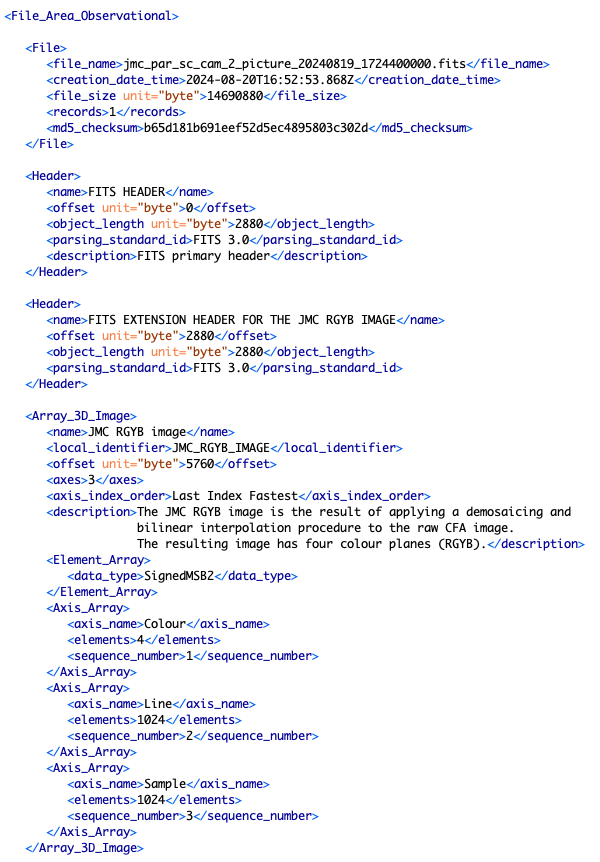 <File_Area_Observational>
<File>
<file_name>jmc_par_sc_cam_2_picture_20240819_1724400000.fits</file_name>
<creation_date_time>2024-08-20T16:52:53.868Z</creation_date_time>
<file_size unit="byte">14690880</file_size>
<records>1</records>
<md5_checksum>b65d181b691eef52d5ec4895803c302d</md5_checksum>
</File>
<Header>
<name>FITS HEADER</name>
<offset unit="byte">0</offset>
<object_length unit="byte">2880</object_length>
<parsing_standard_id>FITS 3.0</parsing_standard_id>
<description>FITS primary header</description>
</Header>
<Header>
<name>FITS EXTENSION HEADER FOR THE JMC RGYB IMAGE</name>
<offset unit="byte">2880</offset>
<object_length unit="byte">2880</object_length>
<parsing_standard_id>FITS 3.0</parsing_standard_id>
</Header>
<Array_3D_Image>
<name>JMC RGYB image</name>
<local_identifier>JMC_RGYB_IMAGE</local_identifier>
<offset unit="byte">5760</offset>
<axes>3</axes>
<axis_index_order>Last Index Fastest</axis_index_order>
<description>The JMC RGYB image is the result of applying a demosaicing and
bilinear interpolation procedure to the raw CFA image.
The resulting image has four colour planes (RGYB).</description>
<Element_Array>
<data_type>SignedMSB2</data_type>
</Element_Array>
<Axis_Array>
<axis_name>Colour</axis_name>
<elements>4</elements>
<sequence_number>1</sequence_number>
</Axis_Array>
<Axis_Array>
<axis_name>Line</axis_name>
<elements>1024</elements>
<sequence_number>2</sequence_number>
</Axis_Array>
<Axis_Array>
<axis_name>Sample</axis_name>
<elements>1024</elements>
<sequence_number>3</sequence_number>
</Axis_Array>
</Array_3D_Image>